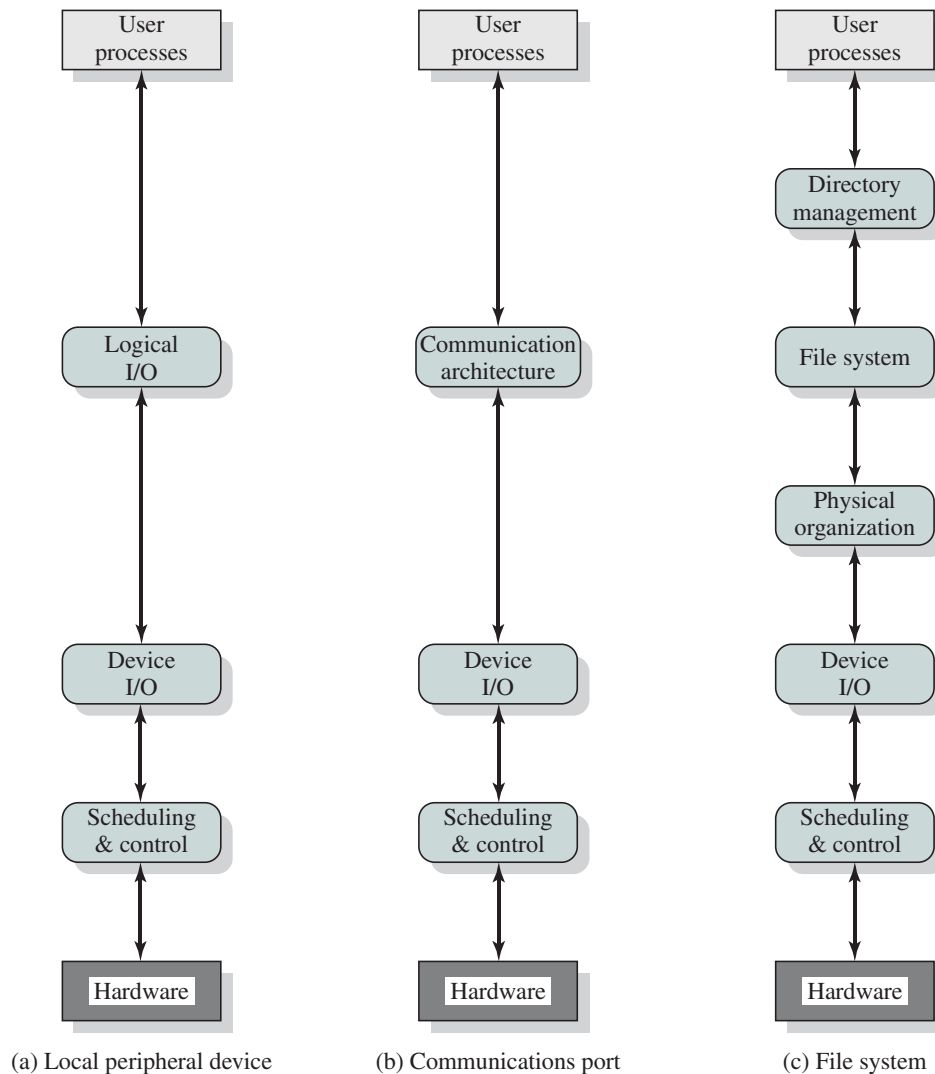 User
processes
Logical
I/O
Device
I/O
Scheduling
& control
Hardware
(a) Local peripheral device
User
processes
Communication
architecture
Device
I/O
Scheduling
& control
Hardware
(b) Communications port
User
processes
Directory
management
File system
Physical
organization
Device
I/O
Scheduling
& control
Hardware
(c) File system